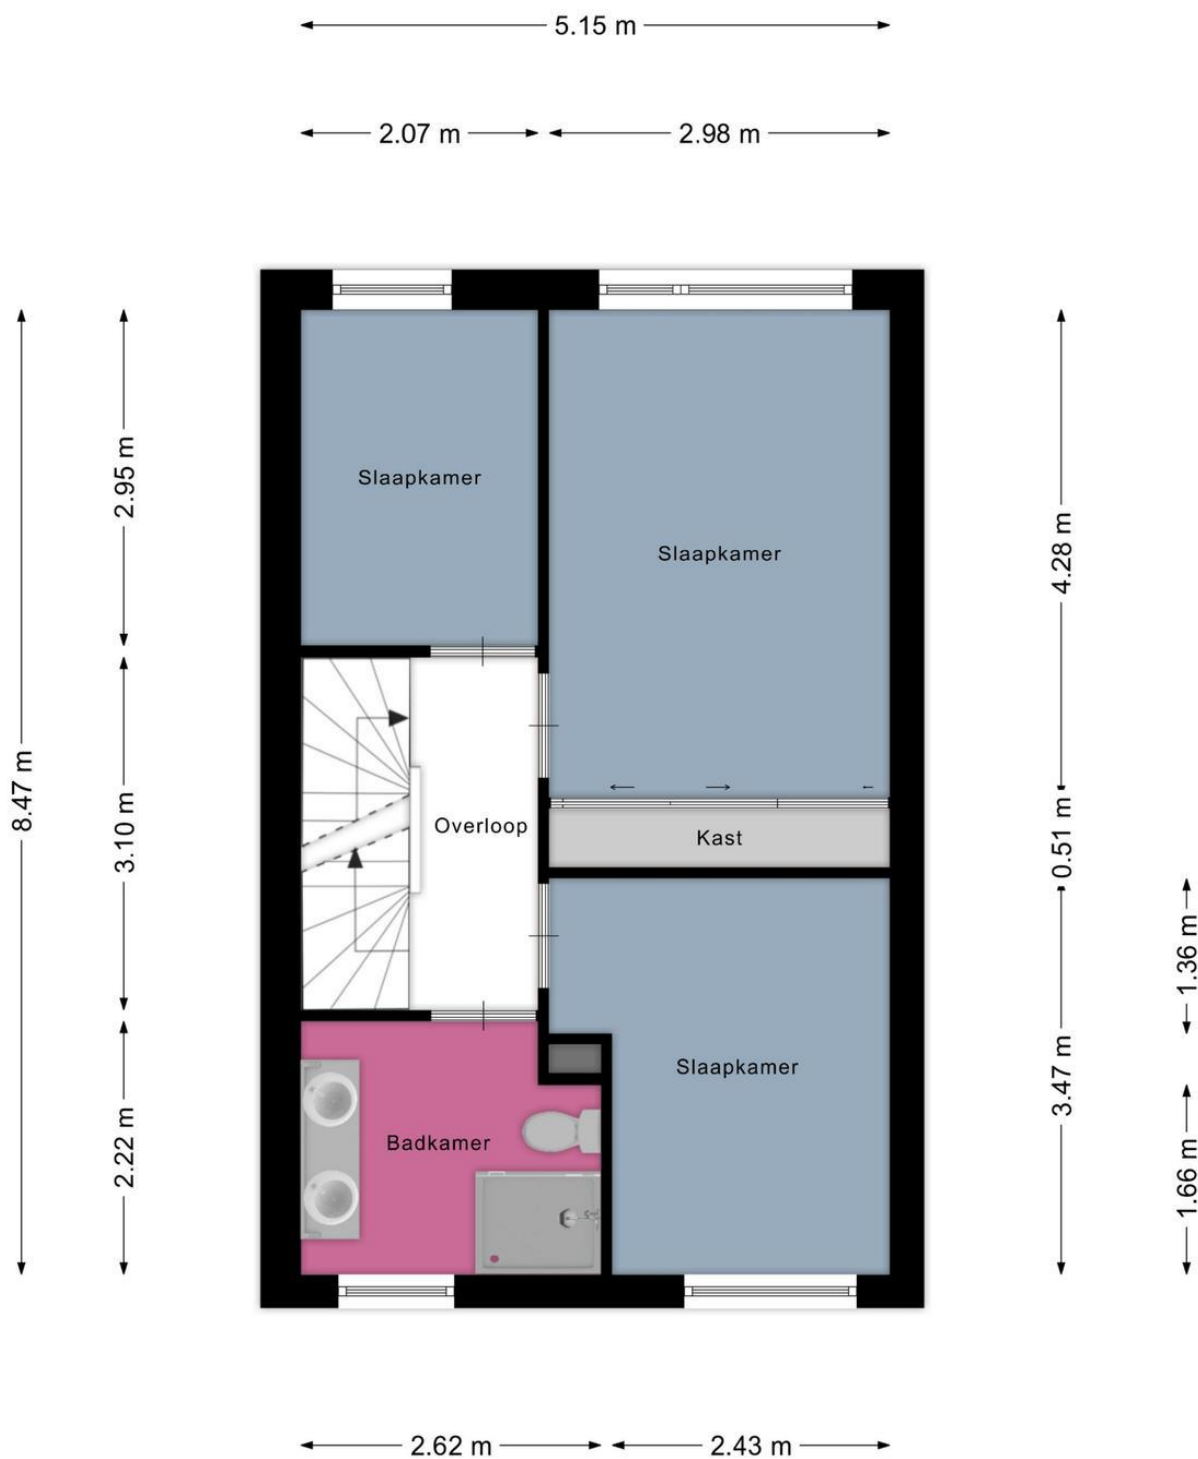 5.15 m
2.07 m
2.98 m
Slaapkamer
Slaapkamer
Overloop
Kast
Slaapkamer
Badkamer
8.47 m
2.95 m
3.10 m
2.22 m
4.28 m
0.51 m
3.47 m
1.36 m
1.66 m
2.62 m
2.43 m